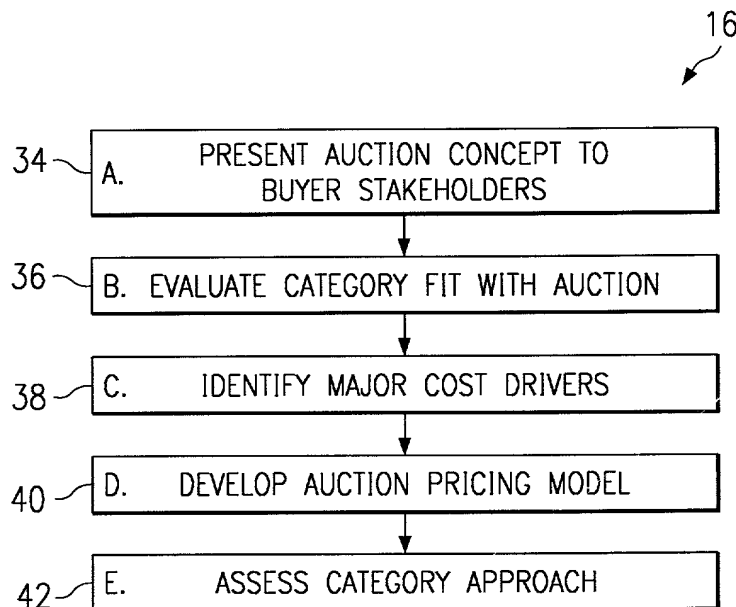 16
34 A. PRESENT AUCTION CONCEPT TO
BUYER STAKEHOLDERS
36 B. EVALUATE CATEGORY FIT WITH AUCTION
38 C. IDENTIFY MAJOR COST DRIVERS
40 D. DEVELOP AUCTION PRICING MODEL
42 E. ASSESS CATEGORY APPROACH